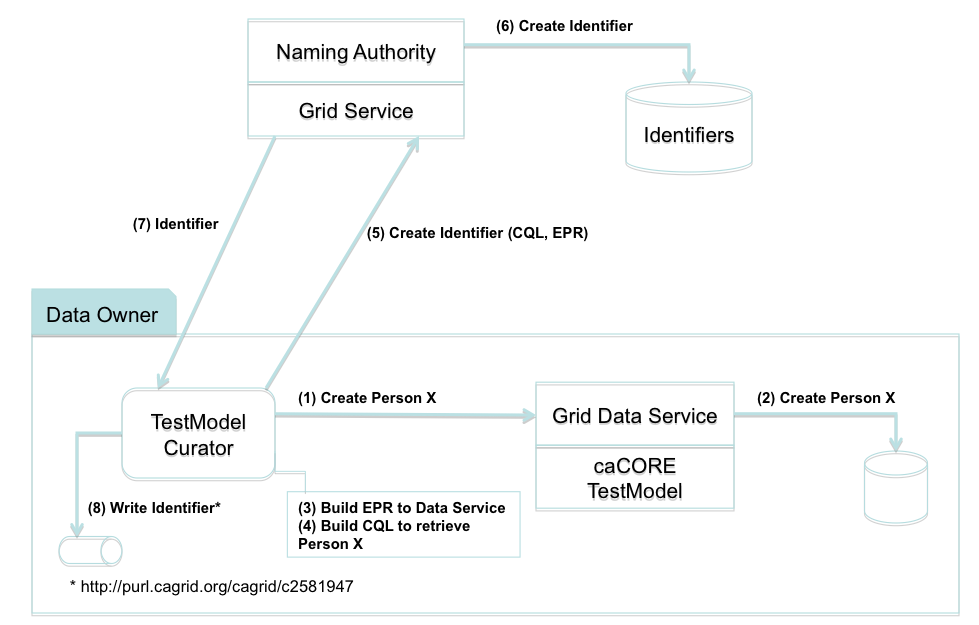 (6) Create Identifier
Naming Authority
Grid Service
Identifiers
(7) Identifier
(5) Create Identifier (CQL, EPR)
Data Owner
(1) Create Person X
(2) Create Person X
TestModel
Curator
Grid Data Service
caCORE
TestModel
(8) Write Identifier*
(3) Build EPR to Data Service
(4) Build CQL to retrieve
Person X
* http://purl.cagrid.org/cagrid/c2581947